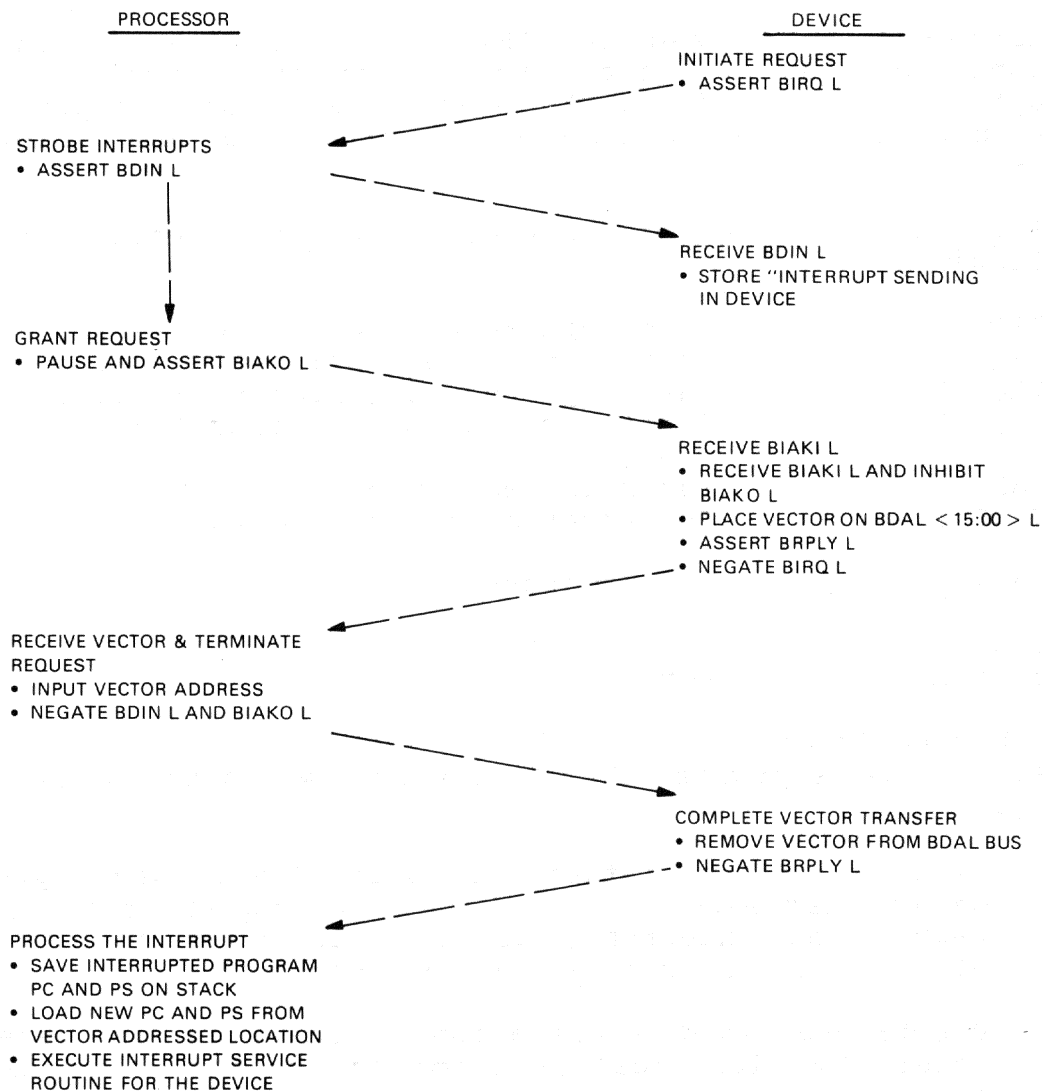 PROCESSOR
DEVICE
INITIATE REQUEST
• ASSERT BIRQ L
STROBE INTERRUPTS
• ASSERT BDIN L
RECEIVE BDIN L
• STORE “INTERRUPT SENDING
IN DEVICE
GRANT REQUEST
• PAUSE AND ASSERT BIAKO L
RECEIVE BIAKI L
• RECEIVE BIAKI L AND INHIBIT
BIAKO L
• PLACE VECTOR ON BDAL < 15:00 > L
• ASSERT BRPLY L
• NEGATE BIRQ L
RECEIVE VECTOR & TERMINATE
REQUEST
• INPUT VECTOR ADDRESS
• NEGATE BDIN L AND BIAKO L
COMPLETE VECTOR TRANSFER
• REMOVE VECTOR FROM BDAL BUS
• NEGATE BRPLY L
PROCESS THE INTERRUPT
• SAVE INTERRUPTED PROGRAM
PC AND PS ON STACK
• LOAD NEW PC AND PS FROM
VECTOR ADDRESSED LOCATION
• EXECUTE INTERRUPT SERVICE
ROUTINE FOR THE DEVICE